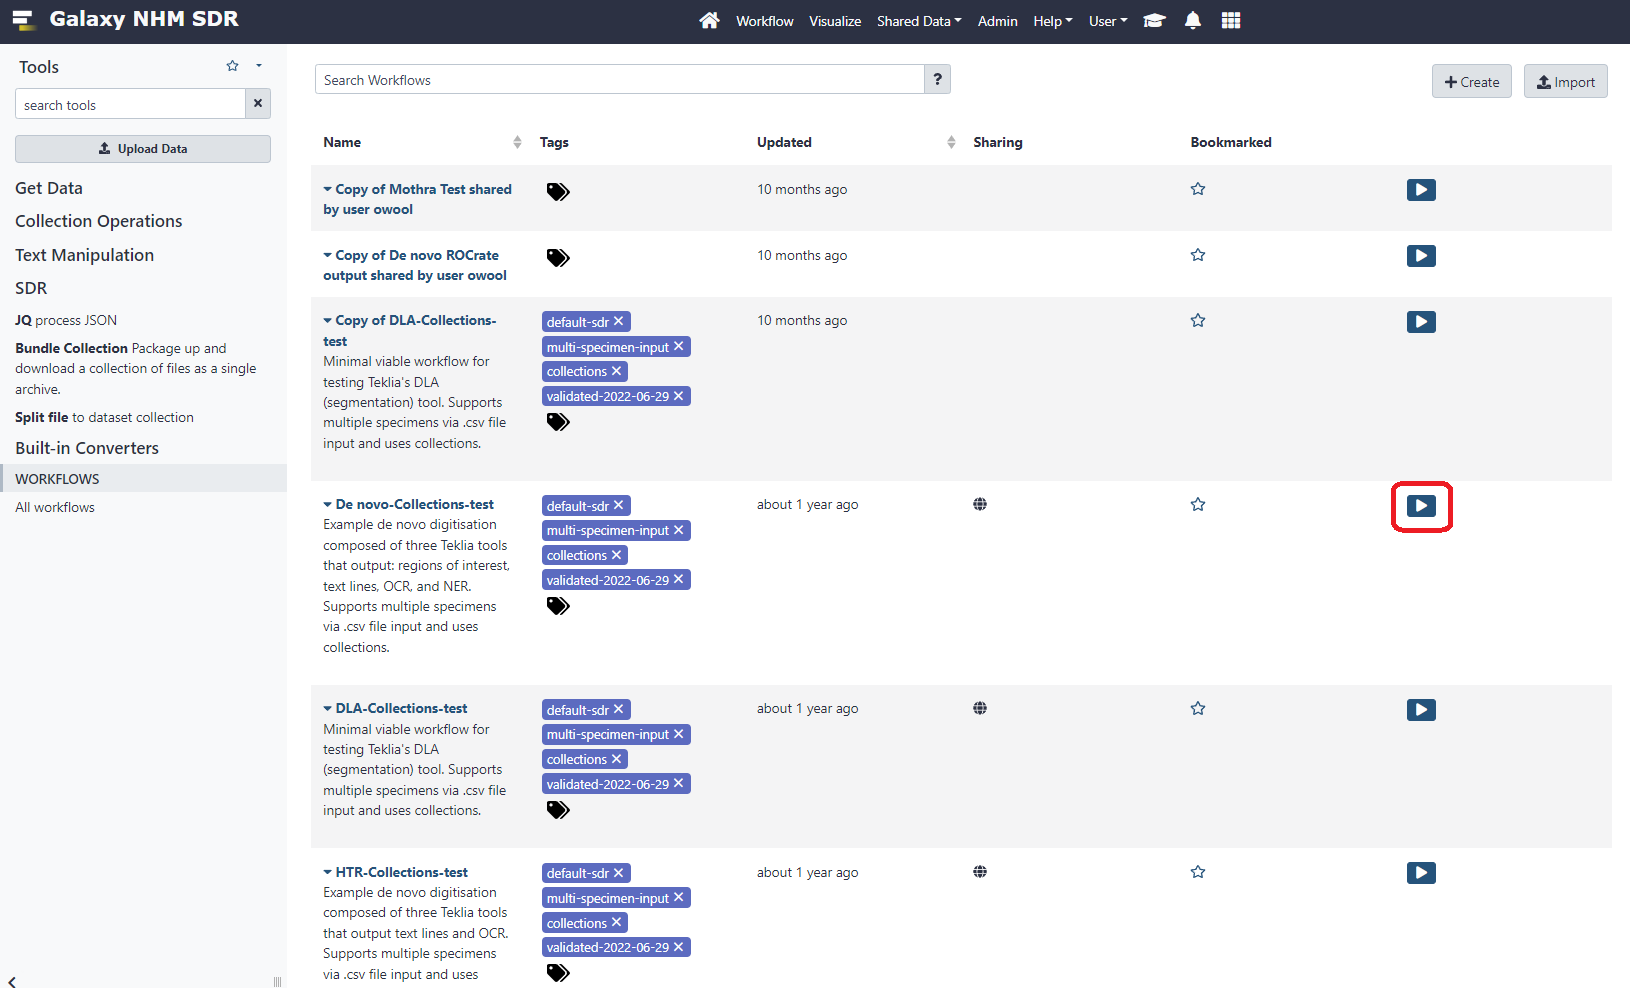 Galaxy NHM SDR
Workflow Visualize Shared Data Admin Help User
Tools
search tools
Upload Data
Get Data
Collection Operations
Text Manipulation
SDR
JQ process JSON
Bundle Collection Package up and
download a collection of files as a single
archive.
Split file to dataset collection
Built-in Converters
WORKFLOWS
All workflows
Search Workflows ?
Create Import
Name Tags Updated Sharing Bookmarked
Copy of Mothra Test shared
by user owool
10 months ago
Copy of De novo ROCrate
output shared by user owool
10 months ago
Copy of DLA-Collections-
test
Minimal viable workflow for
testing Teklia's DLA
(segmentation) tool. Supports
multiple specimens via .csv file
input and uses collections.
default-sdr
multi-specimen-input
collections
validated-2022-06-29
10 months ago
De novo-Collections-test
Example de novo digitisation
composed of three Teklia tools
that output: regions of interest,
text lines, OCR, and NER.
Supports multiple specimens
via .csv file input and uses
collections.
default-sdr
multi-specimen-input
collections
validated-2022-06-29
about 1 year ago
DLA-Collections-test
Minimal viable workflow for
testing Teklia's DLA
(segmentation) tool. Supports
multiple specimens via .csv file
input and uses collections.
default-sdr
multi-specimen-input
collections
validated-2022-06-29
about 1 year ago
HTR-Collections-test
Example de novo digitisation
composed of three Teklia tools
that output text lines and OCR.
Supports multiple specimens
via .csv file input and uses
default-sdr
multi-specimen-input
collections
validated-2022-06-29
about 1 year ago